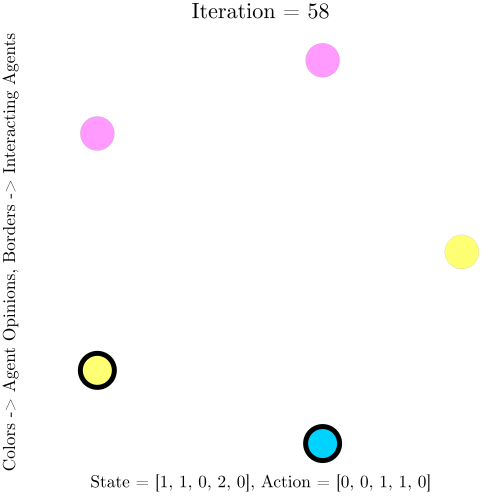 Iteration = 58
Colors -> Agent Opinions, Borders -> Interacting Agents
State = [1, 1, 0, 2, 0], Action = [0, 0, 1, 1, 0]